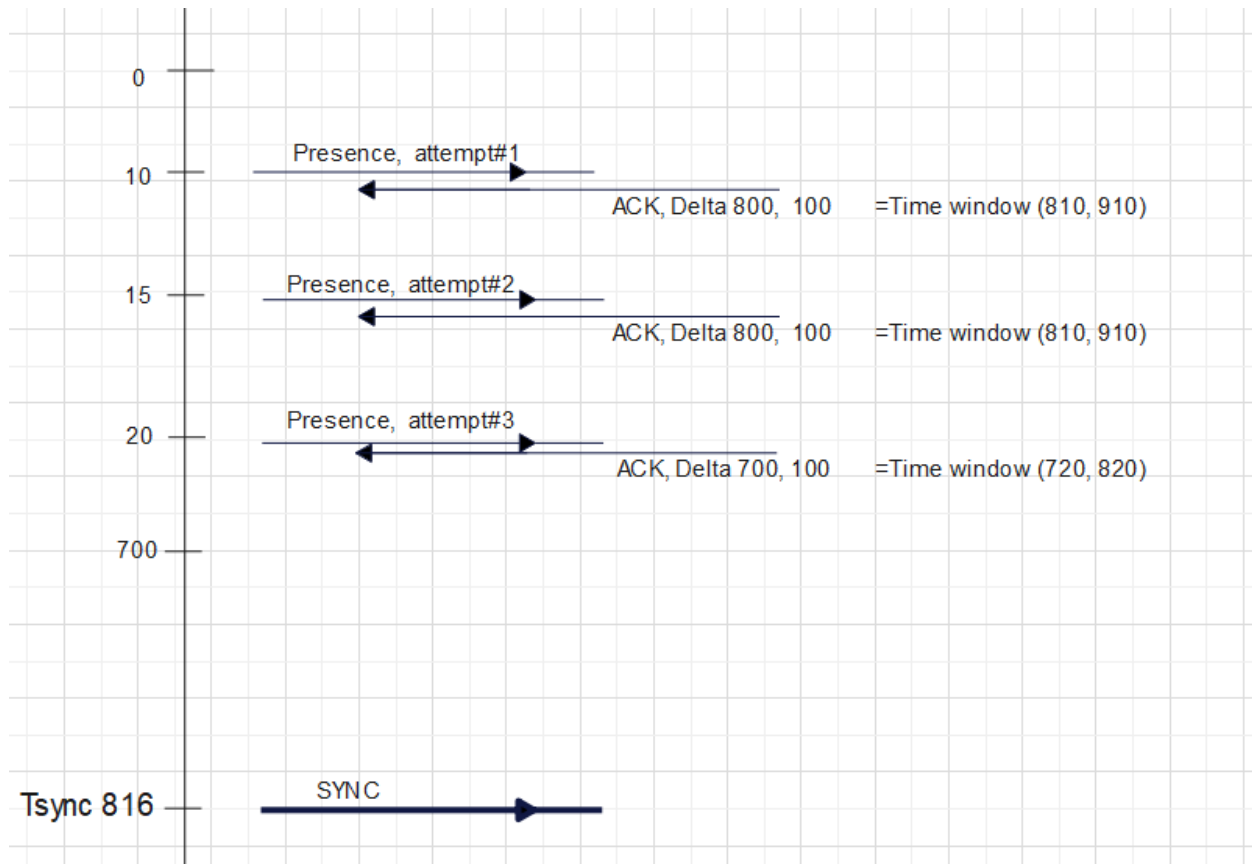 0
Presence, attempt#1
10
ACK, Delta 800, 100 =Time window (810, 910)
Presence, attempt#2
15
ACK, Delta 800, 100 =Time window (810, 910)
Presence, attempt#3
20
ACK, Delta 700, 100 =Time window (720, 820)
700
SYNC
Tsync 816